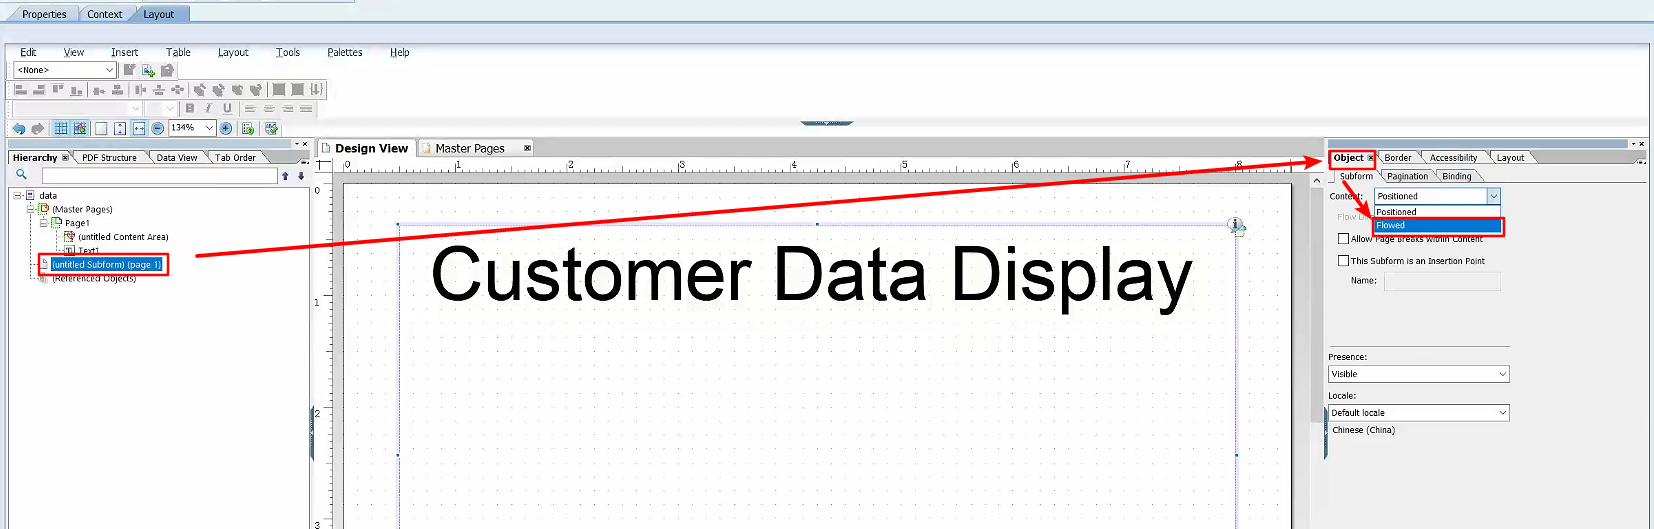 Properties Context Layout
Edit View Insert Table Layout Tools Palettes Help
<None>
B I U
134%
Hierarchy PDF Structure Data View Tab Order
Design View Master Pages
Object Border Accessibility Layout
0 1 2 3 4 5 6 7 8
Subform Pagination Binding
data
(Master Pages)
Page1
(untitled Content Area)
Text1
(untitled Subform) (page 1)
(Referenced Objects)
0
1
2
3
Customer Data Display
Content: Positioned
Positioned
Flowed
Allow Page Breaks within Content
This Subform is an Insertion Point
Name:
Presence:
Visible
Locale:
Default locale
Chinese (China)